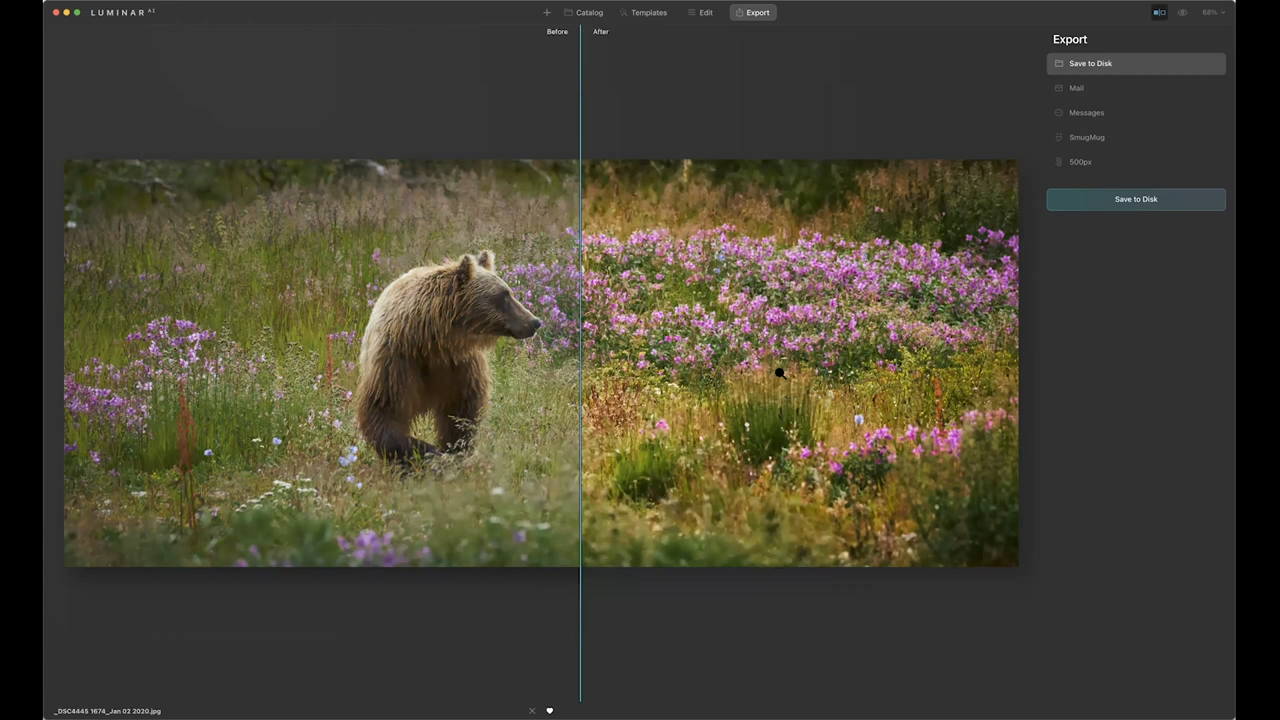 LUMINAR AI
Catalog Templates Edit Export
68%
Before After
Export
Save to Disk
Mail
Messages
SmugMug
500px
Save to Disk
_DSC4445 1674_Jan 02 2020.jpg